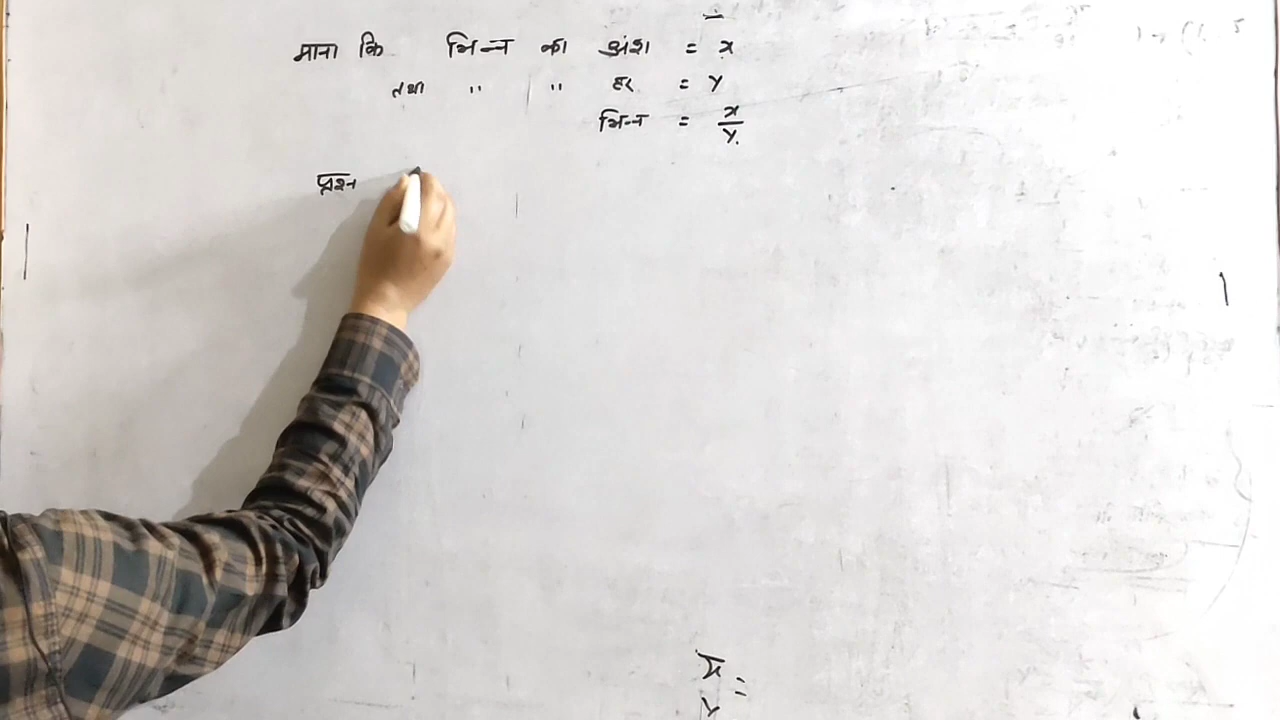 माना कि भिन्न का अंश = x
तथा " " हर = y
भिन्न = x/y.
प्रश्न
x/y =